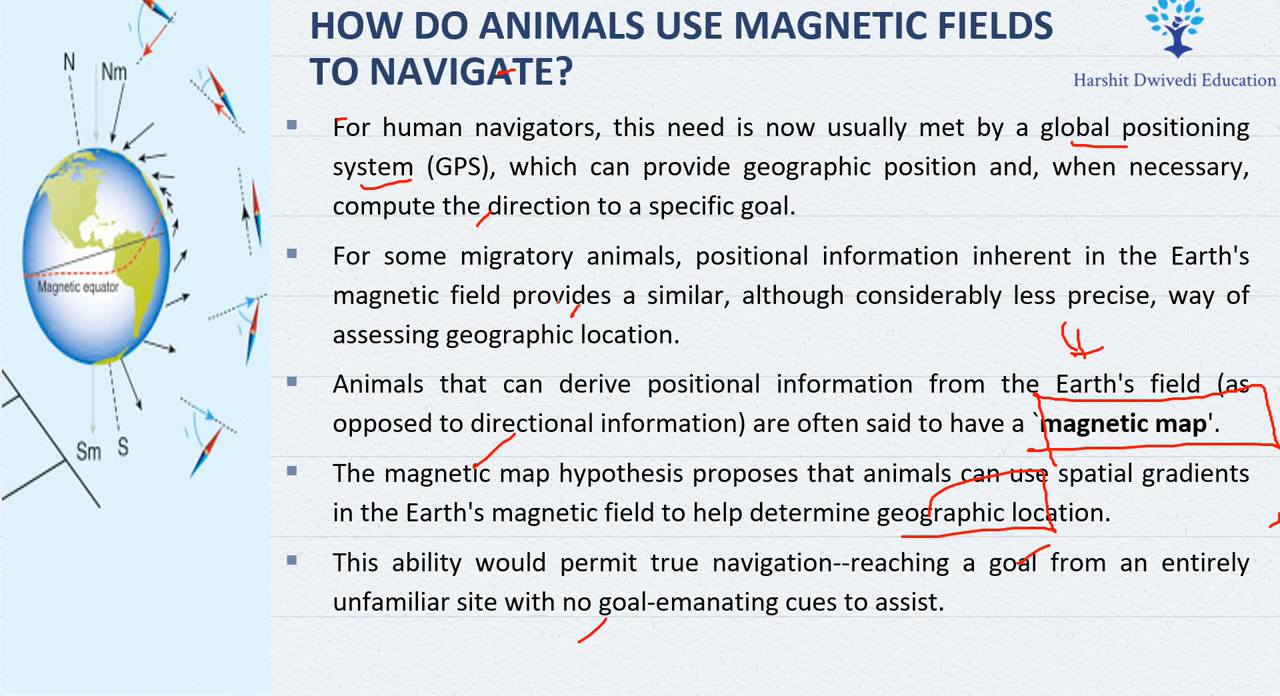 HOW DO ANIMALS USE MAGNETIC FIELDS
TO NAVIGATE?
Harshit Dwivedi Education
N
Nm
Magnetic equator
Sm
S
▪ For human navigators, this need is now usually met by a global positioning
system (GPS), which can provide geographic position and, when necessary,
compute the direction to a specific goal.
▪ For some migratory animals, positional information inherent in the Earth's
magnetic field provides a similar, although considerably less precise, way of
assessing geographic location.
▪ Animals that can derive positional information from the Earth's field (as
opposed to directional information) are often said to have a `magnetic map'.
▪ The magnetic map hypothesis proposes that animals can use spatial gradients
in the Earth's magnetic field to help determine geographic location.
▪ This ability would permit true navigation--reaching a goal from an entirely
unfamiliar site with no goal-emanating cues to assist.